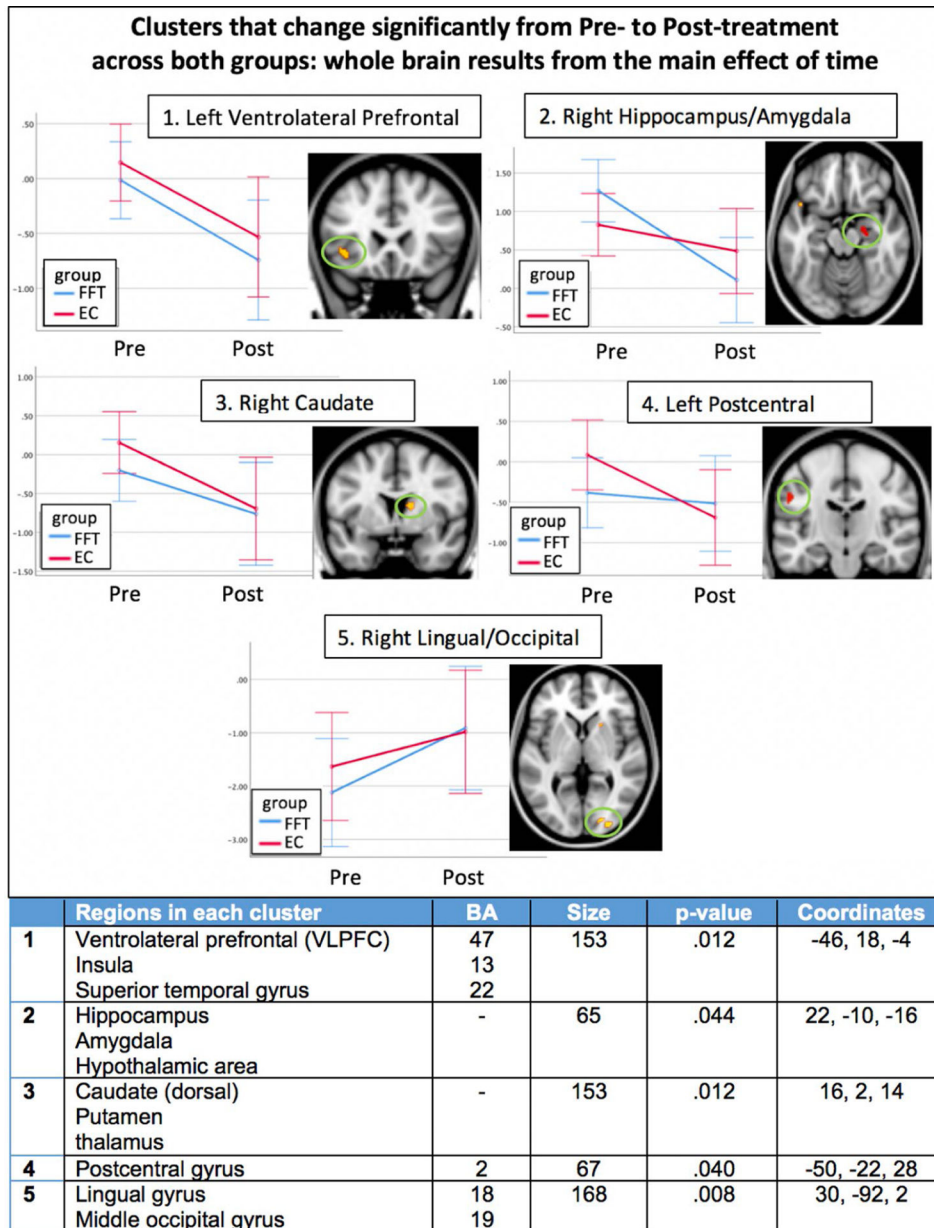 Clusters that change significantly from Pre- to Post-treatment
across both groups: whole brain results from the main effect of time
1. Left Ventrolateral Prefrontal
.50
.00
-.50
-1.00
group
FFT
EC
Pre Post
2. Right Hippocampus/Amygdala
1.50
1.00
.50
.00
-.50
group
FFT
EC
Pre Post
3. Right Caudate
1.00
.50
.00
-.50
-1.00
-1.50
group
FFT
EC
Pre Post
4. Left Postcentral
1.00
.50
.00
-.50
-1.00
group
FFT
EC
Pre Post
5. Right Lingual/Occipital
.00
-1.00
-2.00
-3.00
group
FFT
EC
Pre Post
Regions in each cluster BA Size p-value Coordinates
1 Ventrolateral prefrontal (VLPFC) 47 153 .012 -46, 18, -4
Insula 13
Superior temporal gyrus 22
2 Hippocampus - 65 .044 22, -10, -16
Amygdala
Hypothalamic area
3 Caudate (dorsal) - 153 .012 16, 2, 14
Putamen
thalamus
4 Postcentral gyrus 2 67 .040 -50, -22, 28
5 Lingual gyrus 18 168 .008 30, -92, 2
Middle occipital gyrus 19